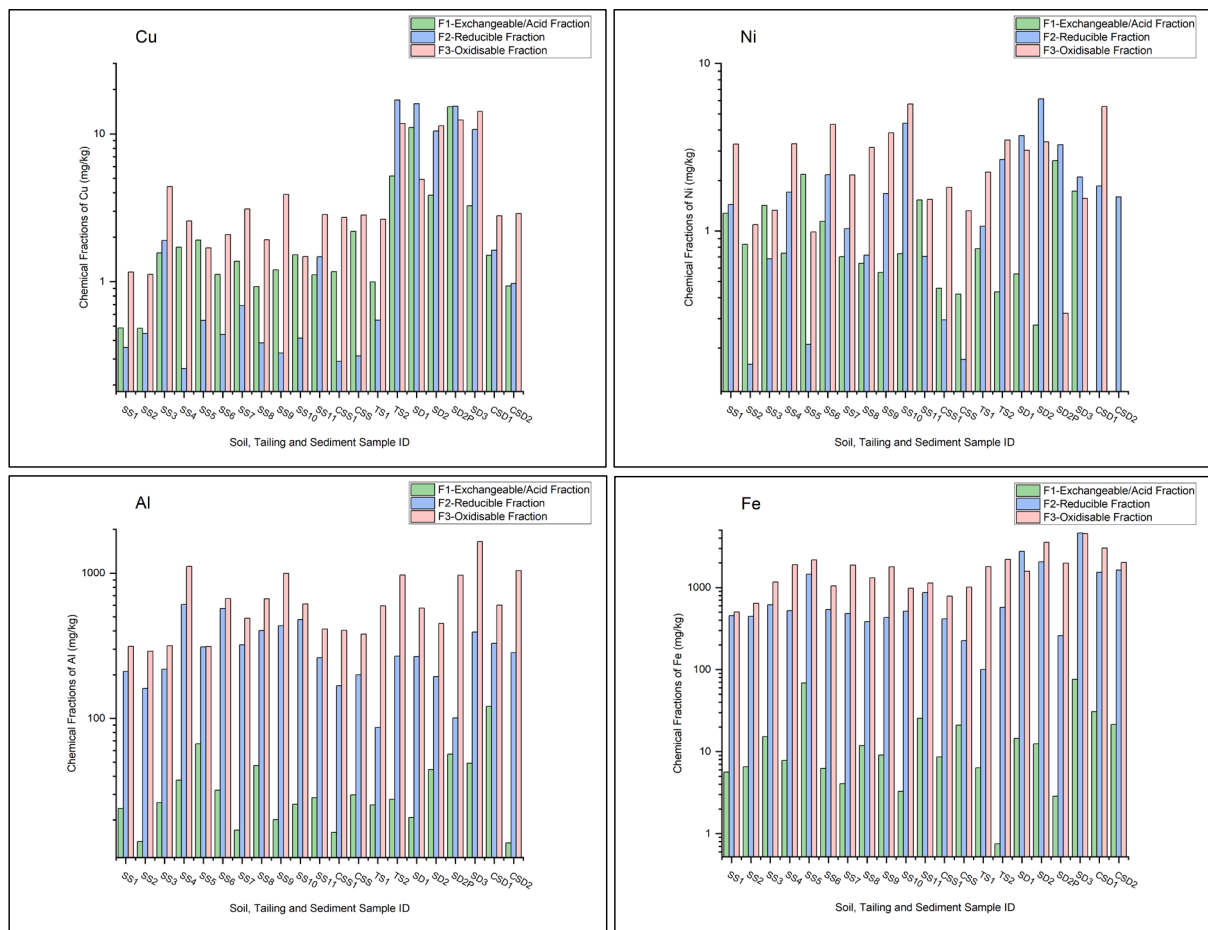 Cu
F1-Exchangeable/Acid Fraction
F2-Reducible Fraction
F3-Oxidisable Fraction
Chemical Fractions of Cu (mg/kg)
10
1
SS1 SS2 SS3 SS4 SS5 SS6 SS7 SS8 SS9 SS10 SS11 CSS1 CSS TS1 TS2 SD1 SD2 SD2P SD3 CSD1 CSD2
Soil, Tailing and Sediment Sample ID
Ni
F1-Exchangeable/Acid Fraction
F2-Reducible Fraction
F3-Oxidisable Fraction
Chemical Fractions of Ni (mg/kg)
10
1
SS1 SS2 SS3 SS4 SS5 SS6 SS7 SS8 SS9 SS10 SS11 CSS1 CSS TS1 TS2 SD1 SD2 SD2P SD3 CSD1 CSD2
Soil, Tailing and Sediment Sample ID
Al
F1-Exchangeable/Acid Fraction
F2-Reducible Fraction
F3-Oxidisable Fraction
Chemical Fractions of Al (mg/kg)
1000
100
SS1 SS2 SS3 SS4 SS5 SS6 SS7 SS8 SS9 SS10 SS11 CSS1 CSS TS1 TS2 SD1 SD2 SD2P SD3 CSD1 CSD2
Soil, Tailing and Sediment Sample ID
Fe
F1-Exchangeable/Acid Fraction
F2-Reducible Fraction
F3-Oxidisable Fraction
Chemical Fractions of Fe (mg/kg)
1000
100
10
1
SS1 SS2 SS3 SS4 SS5 SS6 SS7 SS8 SS9 SS10 SS11 CSS1 CSS TS1 TS2 SD1 SD2 SD2P SD3 CSD1 CSD2
Soil, Tailing and Sediment Sample ID